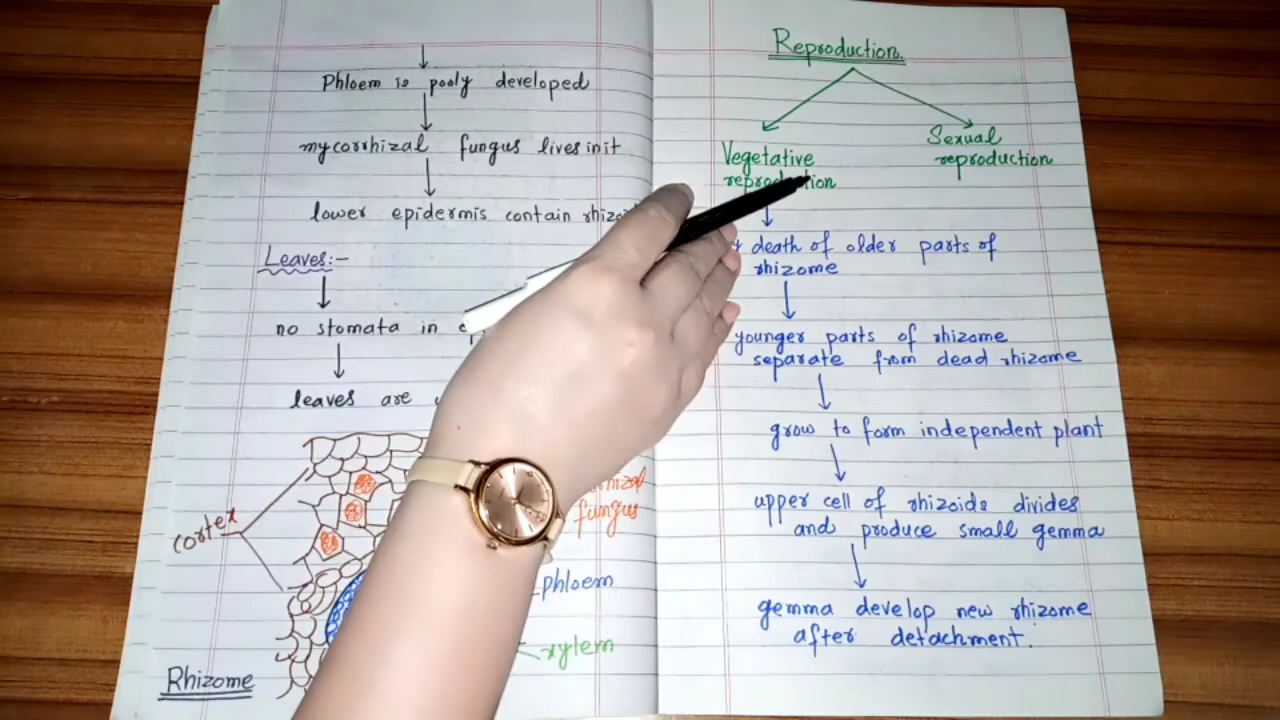 Phloem is pooly developed
mycorrhizal fungus lives in it
lower epidermis contain
Leaves:-
no stomata in
leaves are
cortex
fungus
phloem
xylem
Rhizome
Reproduction.
Vegetative
reproduction
Sexual
reproduction
death of older parts of
rhizome
younger parts of rhizome
separate from dead rhizome
grow to form independent plant
upper cell of rhizoids divides
and produce small gemma
gemma develop new rhizome
after detachment.